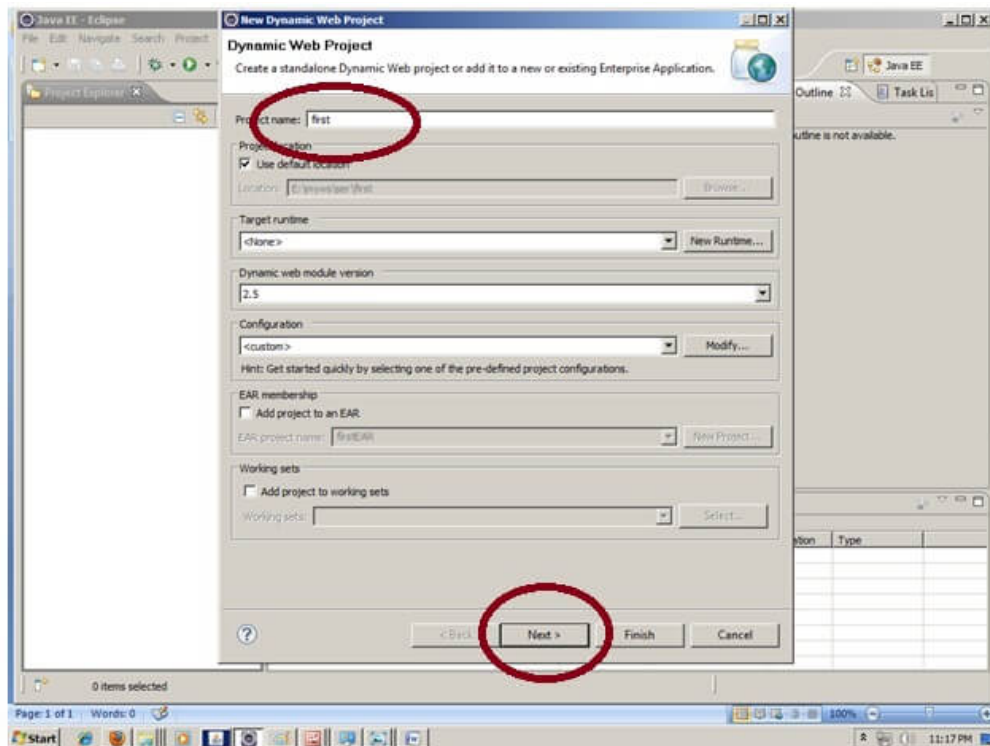 Java EE - Eclipse
New Dynamic Web Project
File Edit Navigate Search Project
Dynamic Web Project
Create a standalone Dynamic Web project or add it to a new or existing Enterprise Application.
Java EE
Project Explorer
Outline
Task Lis
Project name: first
utline is not available.
Project location
Use default location
Location: E:\myws\ser\first
Browse...
Target runtime
<None>
New Runtime...
Dynamic web module version
2.5
Configuration
<custom>
Modify...
Hint: Get started quickly by selecting one of the pre-defined project configurations.
EAR membership
Add project to an EAR
EAR project name: firstEAR
New Project...
Working sets
Add project to working sets
Working sets:
Select...
ation Type
< Back
Next >
Finish
Cancel
0 items selected
Page: 1 of 1 Words: 0
100%
Start
11:17 PM